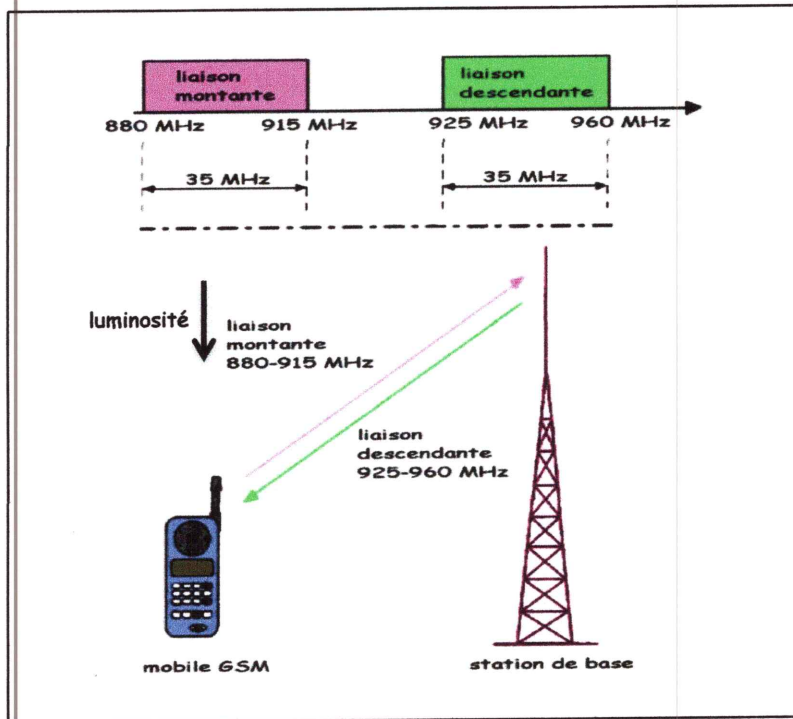 liaison
montante
liaison
descendante
880 MHz
915 MHz
925 MHz
960 MHz
35 MHz
35 MHz
luminosité
liaison
montante
880-915 MHz
liaison
descendante
925-960 MHz
mobile GSM
station de base